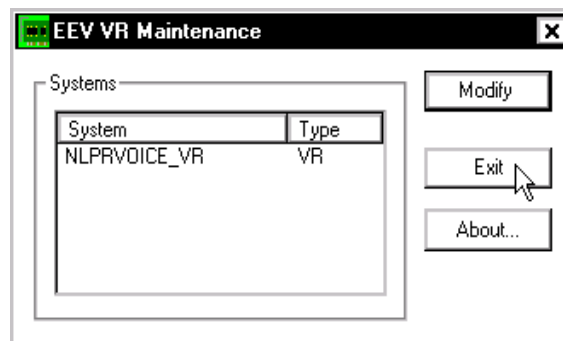 EEV VR Maintenance
Systems
System Type
NLPRVOICE_VR VR
Modify
Exit
About...